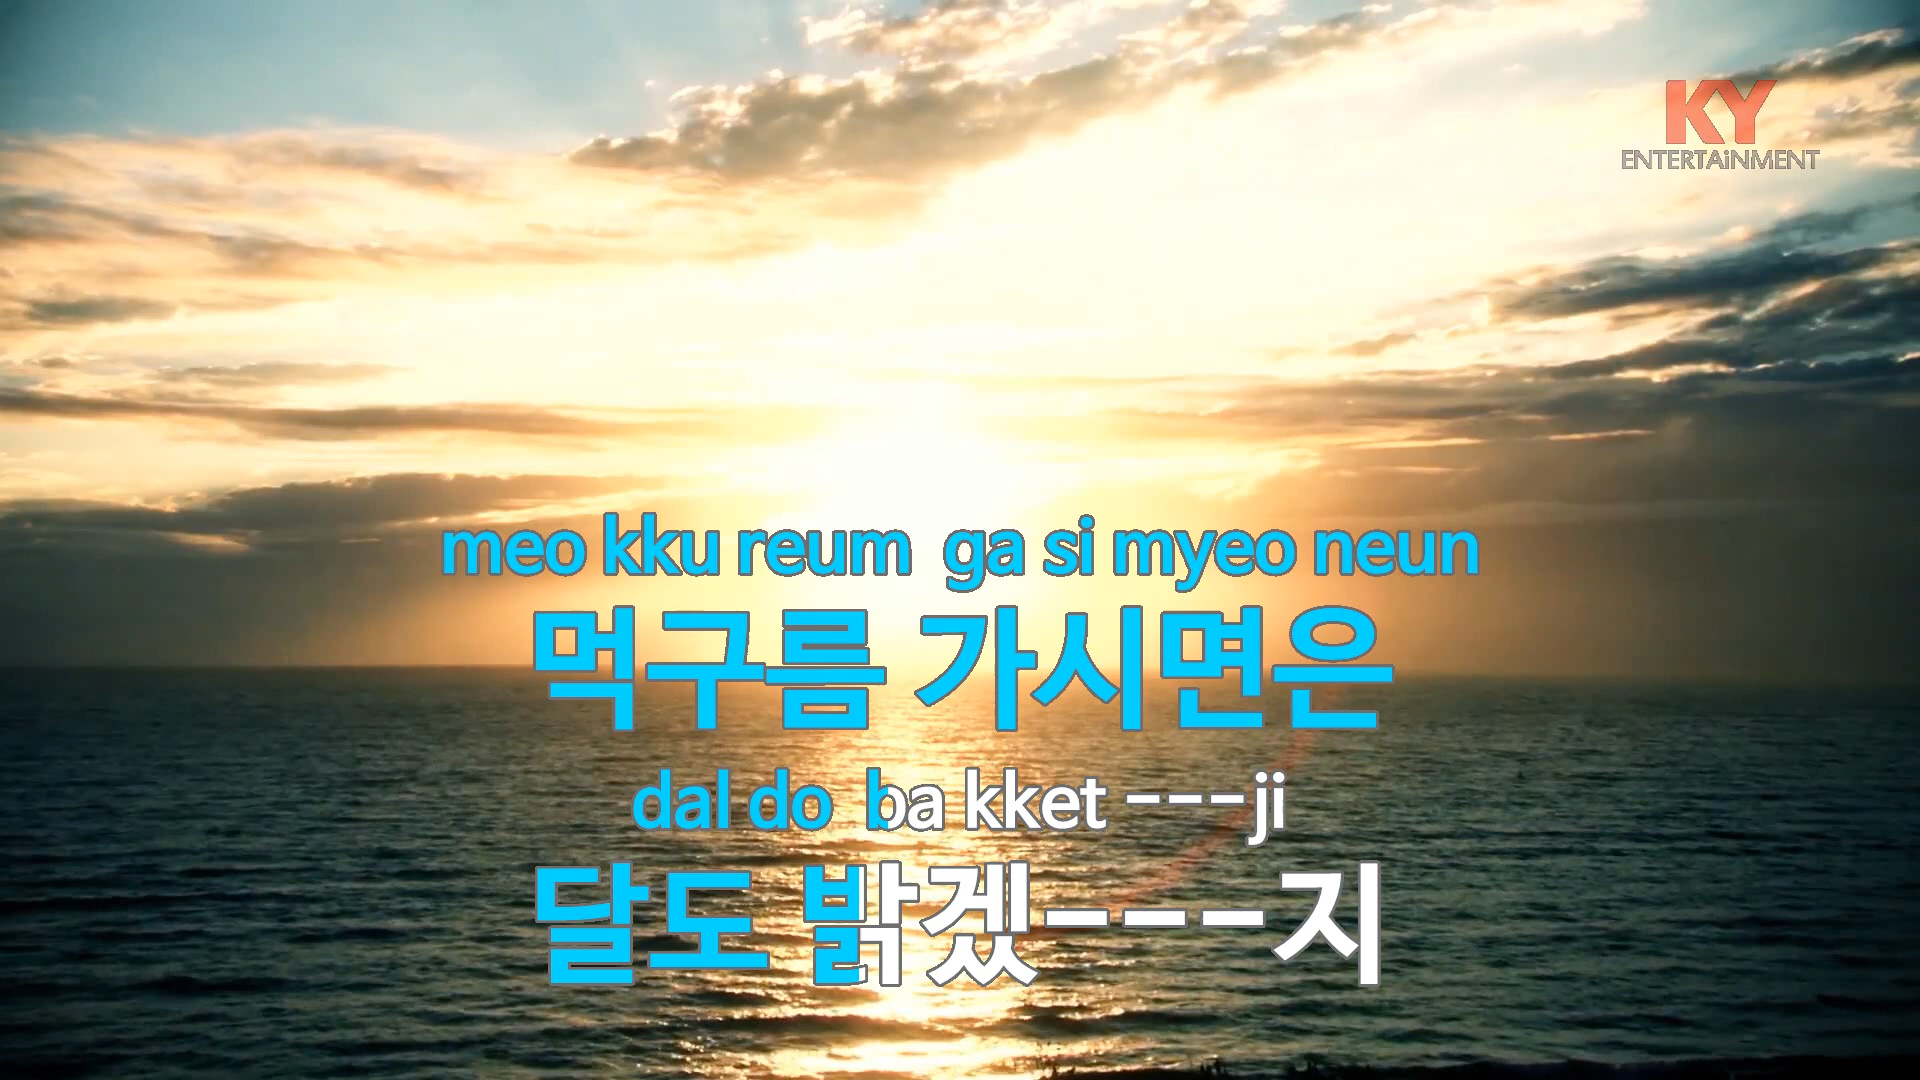 KY
ENTERTAiNMENT
meo kku reum ga si myeo neun
먹구름 가시면은
dal do ba kket ---ji
달도 밝겠---지